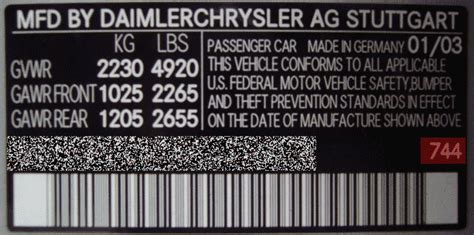 MFD BY DAIMLERCHRYSLER AG STUTTGART
KG LBS
GVWR 2230 4920
GAWR FRONT 1025 2265
GAWR REAR 1205 2655
PASSENGER CAR MADE IN GERMANY 01/03
THIS VEHICLE CONFORMS TO ALL APPLICABLE
U.S. FEDERAL MOTOR VEHICLE SAFETY, BUMPER
AND THEFT PREVENTION STANDARDS IN EFFECT
ON THE DATE OF MANUFACTURE SHOWN ABOVE
744